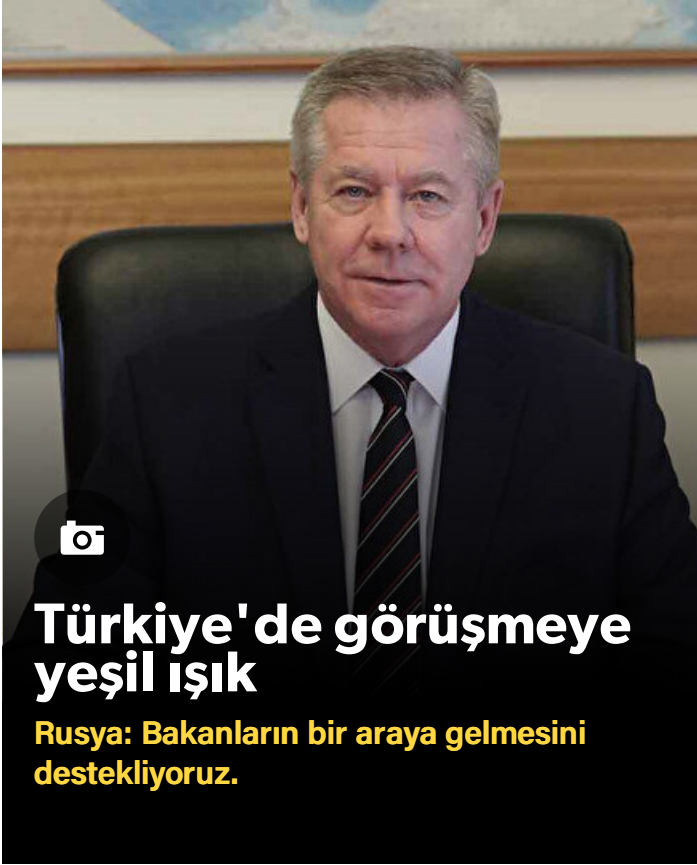 Türkiye'de görüşmeye
yeşil ışık
Rusya: Bakanların bir araya gelmesini
destekliyoruz.